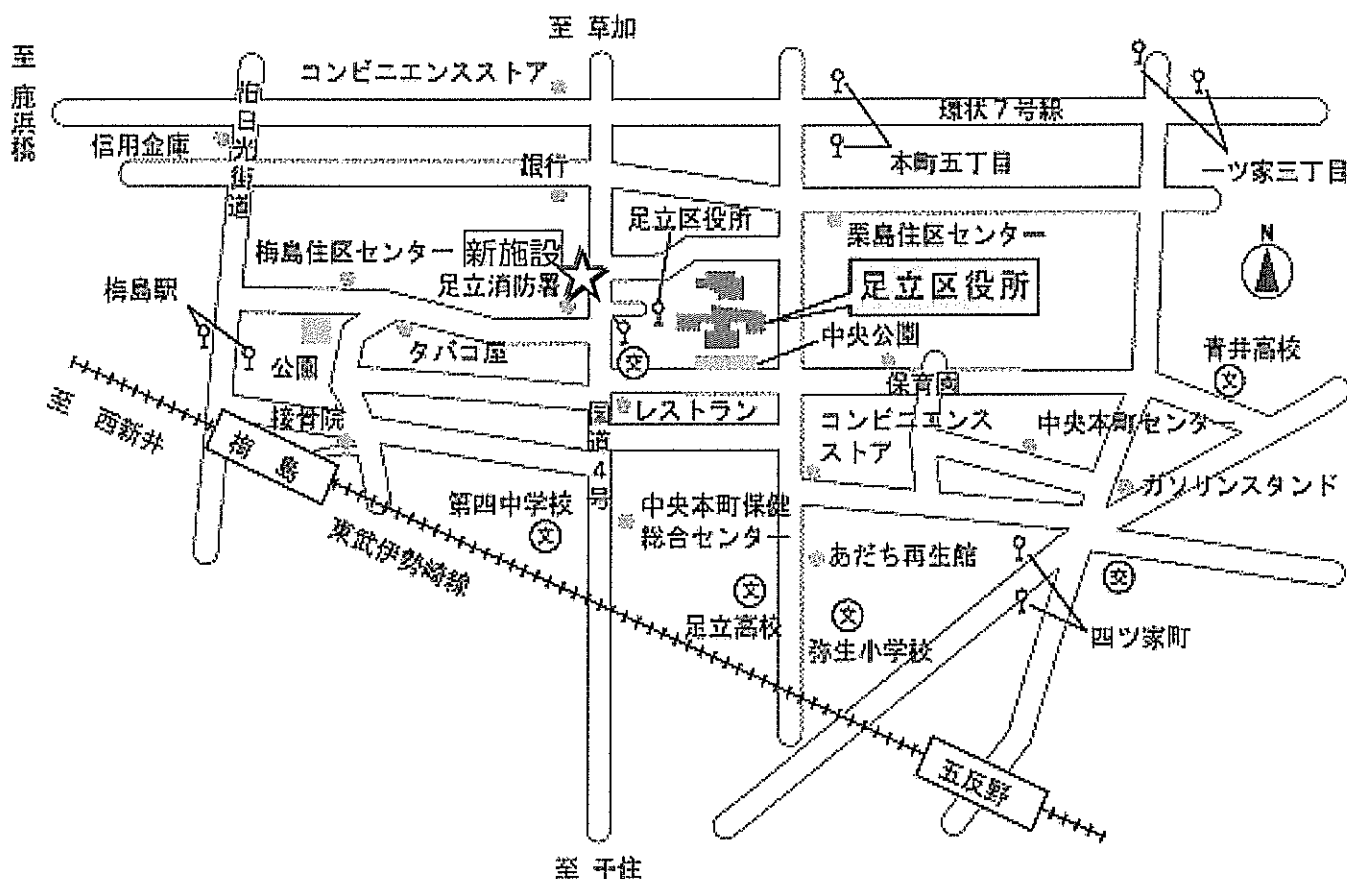 至 草加
至 鹿浜橋
コンビニエンスストア
旧日光街道
環状7号線
信用金庫
銀行
本町五丁目
一ツ家三丁目
足立区役所
梅島住区センター
新施設
栗島住区センター
N
足立消防署
足立区役所
梅島駅
中央公園
青井高校
文
タバコ屋
交
公園
保育園
至 西新井
接骨院
国道4号
レストラン
コンビニエンス
ストア
中央本町センター
梅島
ガソリンスタンド
第四中学校
文
中央本町保健
総合センター
東武伊勢崎線
あだち再生館
交
文
足立高校
文
弥生小学校
四ツ家町
五反野
至 千住